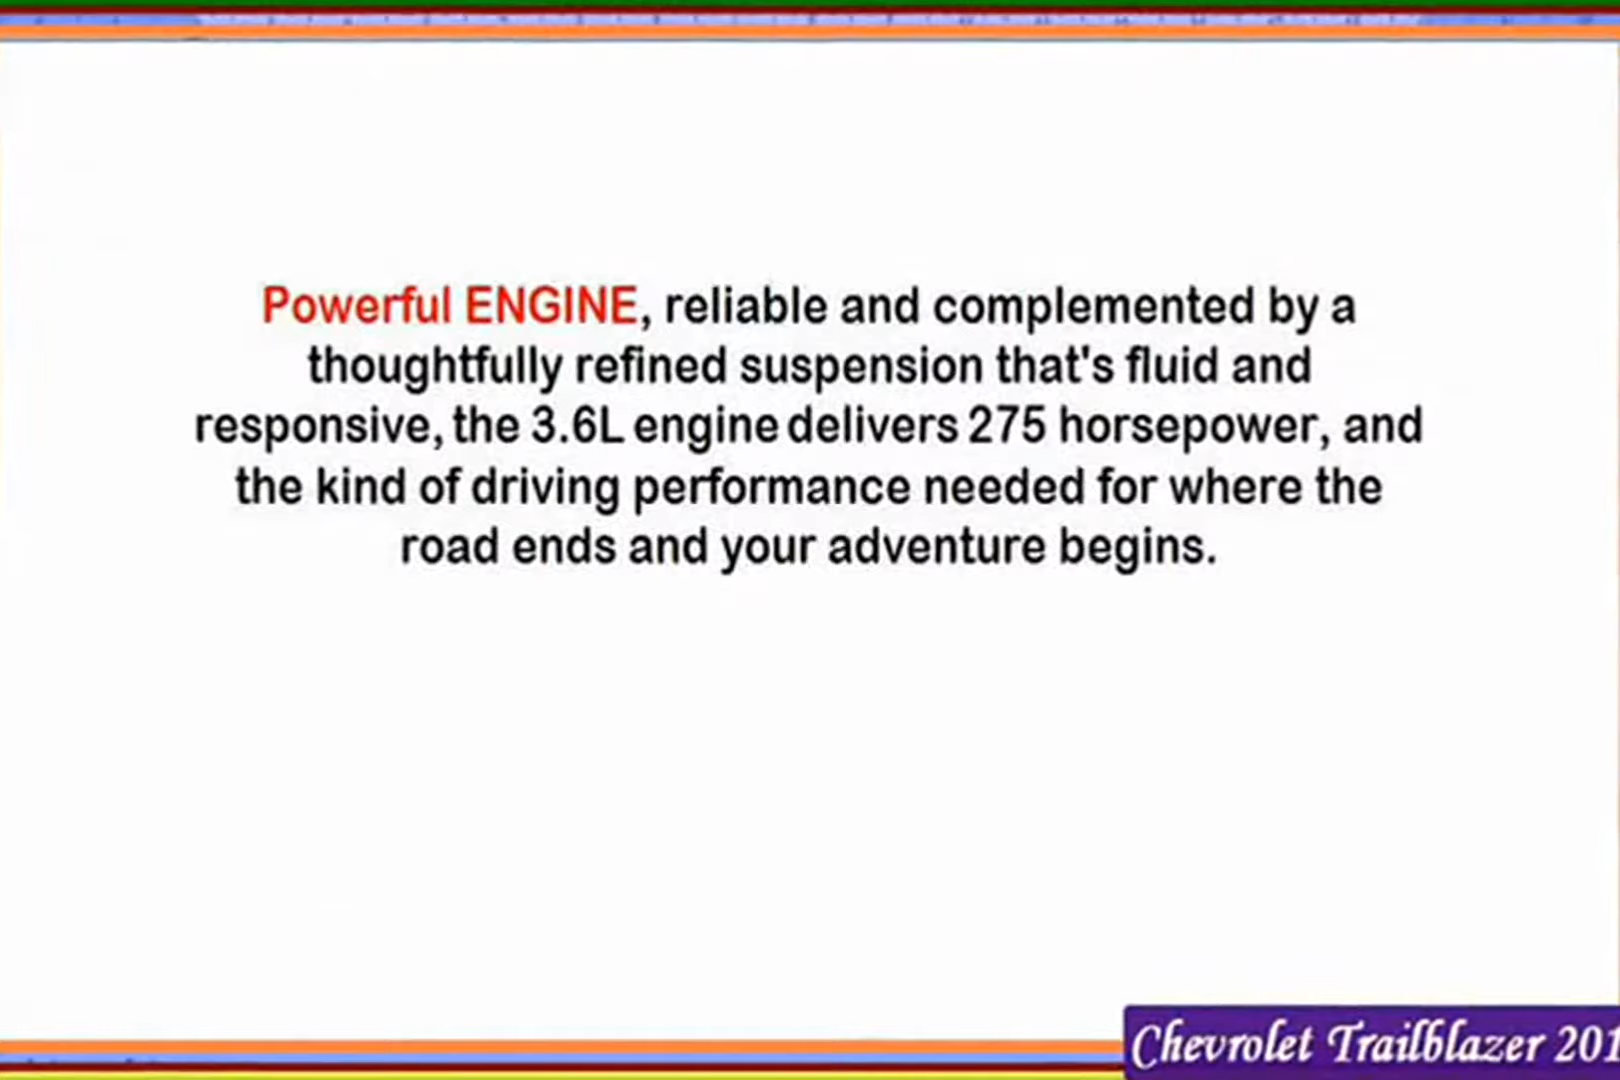 Powerful ENGINE, reliable and complemented by a
thoughtfully refined suspension that's fluid and
responsive, the 3.6L engine delivers 275 horsepower, and
the kind of driving performance needed for where the
road ends and your adventure begins.
Chevrolet Trailblazer 201